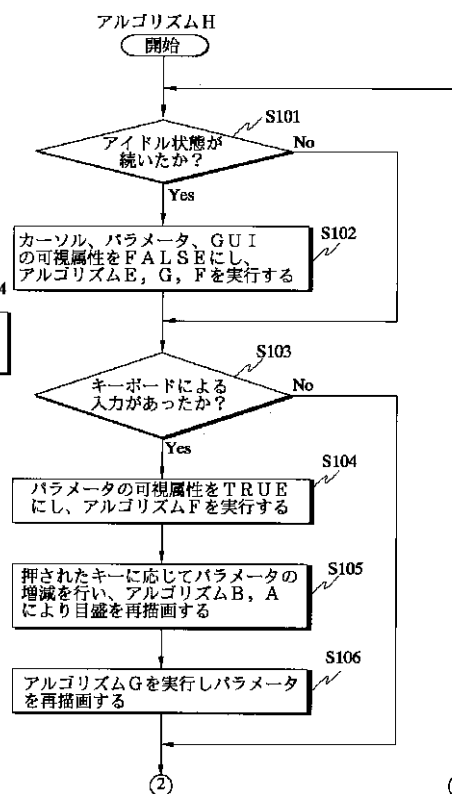 アルゴリズムH
開始
S101
アイドル状態が
続いたか？
No
Yes
S102
カーソル、パラメータ、ＧＵＩ
の可視属性をＦＡＬＳＥにし、
アルゴリズムＥ，Ｇ，Ｆを実行する
4
S103
キーボードによる
入力があったか？
No
Yes
S104
パラメータの可視属性をＴＲＵＥ
にし、アルゴリズムＦを実行する
S105
押されたキーに応じてパラメータの
増減を行い、アルゴリズムＢ，Ａ
により目盛を再描画する
S106
アルゴリズムＧを実行しパラメータ
を再描画する
②